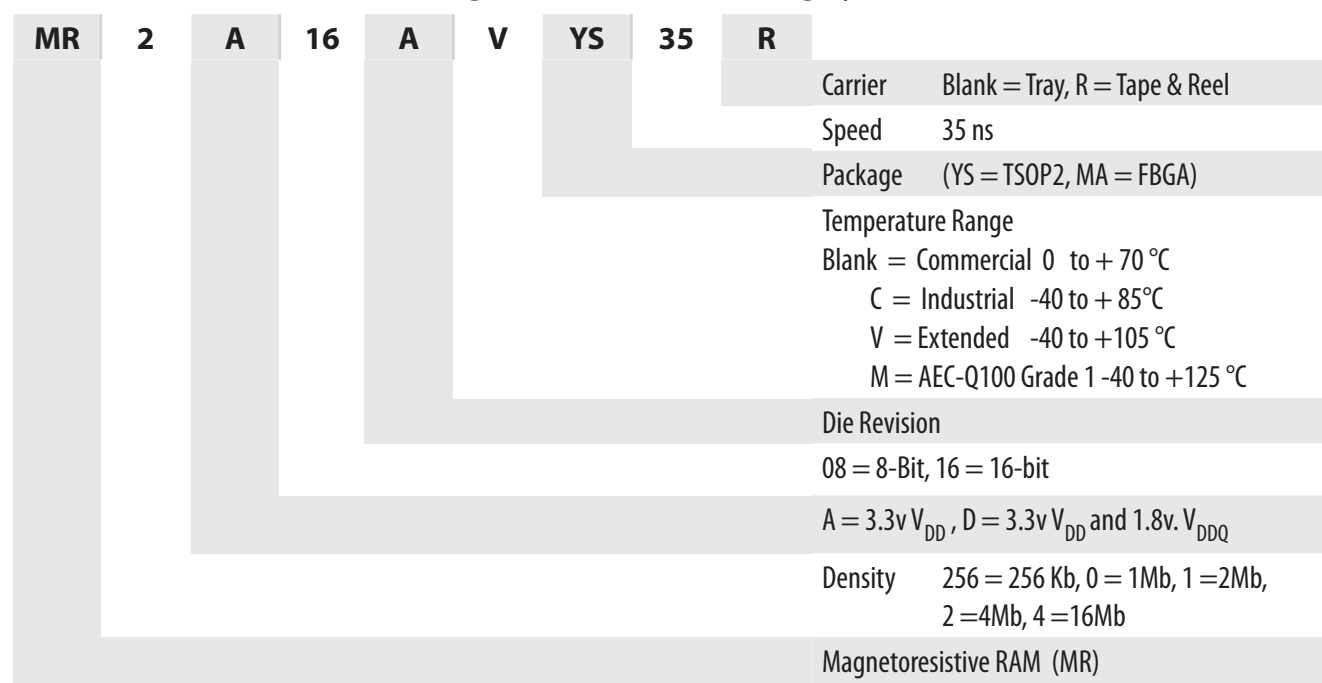 MR 2 A 16 A V YS 35 R
Carrier Blank = Tray, R = Tape & Reel
Speed 35 ns
Package (YS = TSOP2, MA = FBGA)
Temperature Range
Blank = Commercial 0 to + 70 °C
C = Industrial -40 to + 85°C
V = Extended -40 to +105 °C
M = AEC-Q100 Grade 1 -40 to +125 °C
Die Revision
08 = 8-Bit, 16 = 16-bit
A = 3.3v VDD , D = 3.3v VDD and 1.8v. VDDQ
Density 256 = 256 Kb, 0 = 1Mb, 1 =2Mb,
2 =4Mb, 4 =16Mb
Magnetoresistive RAM (MR)